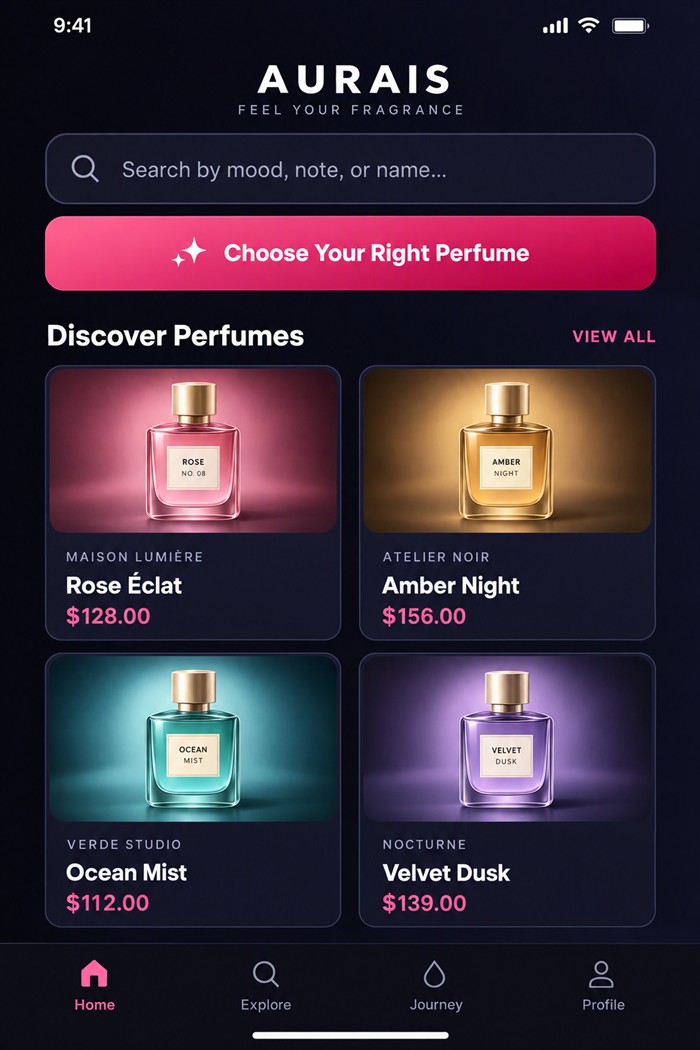 9:41
AURAIS
FEEL YOUR FRAGRANCE
Search by mood, note, or name...
Choose Your Right Perfume
Discover Perfumes
VIEW ALL
ROSE
NO. 08
AMBER
NIGHT
MAISON LUMIÈRE
Rose Éclat
$128.00
ATELIER NOIR
Amber Night
$156.00
OCEAN
MIST
VELVET
DUSK
VERDE STUDIO
Ocean Mist
$112.00
NOCTURNE
Velvet Dusk
$139.00
Home
Explore
Journey
Profile